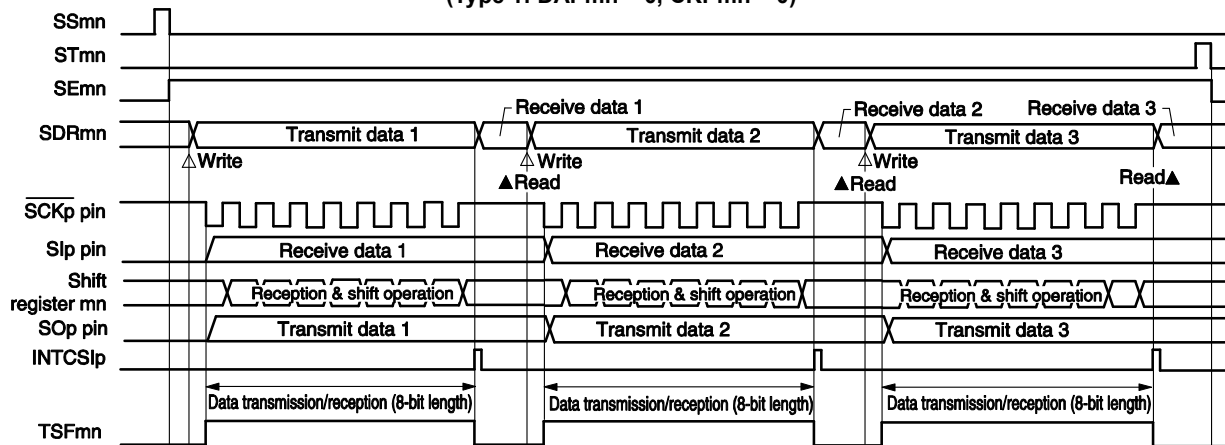 (Type 1: DAPmn = 0, CKPmn = 0)
SSmn
STmn
SEmn
Receive data 1 Receive data 2 Receive data 3
SDRmn Transmit data 1 Transmit data 2 Transmit data 3
Write Write Write
▲Read ▲Read Read▲
SCKp pin
SIp pin Receive data 1 Receive data 2 Receive data 3
Shift
register mn Reception & shift operation Reception & shift operation Reception & shift operation
SOp pin Transmit data 1 Transmit data 2 Transmit data 3
INTCSIp
Data transmission/reception (8-bit length) Data transmission/reception (8-bit length) Data transmission/reception (8-bit length)
TSFmn